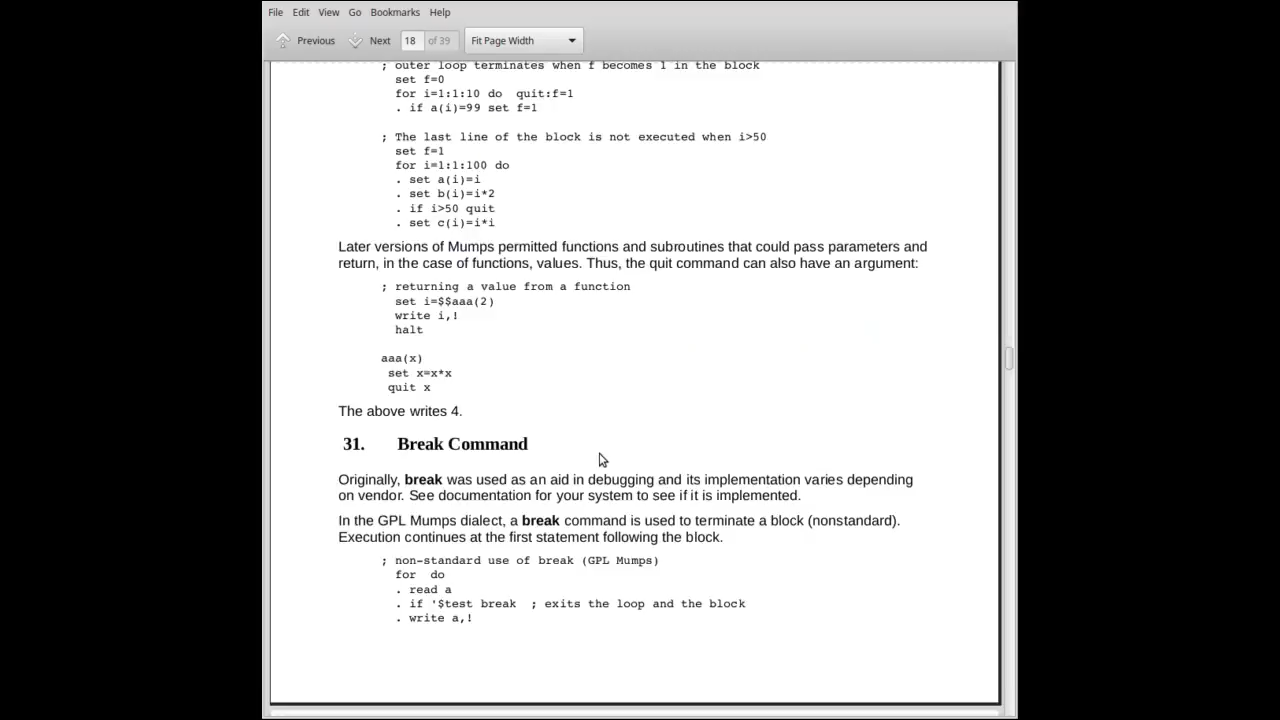 File Edit View Go Bookmarks Help
Previous Next 18 of 39 Fit Page Width
; outer loop terminates when f becomes 1 in the block
set f=0
for i=1:1:10 do  quit:f=1
. if a(i)=99 set f=1
; The last line of the block is not executed when i>50
set f=1
for i=1:1:100 do
. set a(i)=i
. set b(i)=i*2
. if i>50 quit
. set c(i)=i*i
Later versions of Mumps permitted functions and subroutines that could pass parameters and
return, in the case of functions, values. Thus, the quit command can also have an argument:
; returning a value from a function
set i=$$aaa(2)
write i,!
halt
aaa(x)
set x=x*x
quit x
The above writes 4.
31. Break Command
Originally, break was used as an aid in debugging and its implementation varies depending
on vendor. See documentation for your system to see if it is implemented.
In the GPL Mumps dialect, a break command is used to terminate a block (nonstandard).
Execution continues at the first statement following the block.
; non-standard use of break (GPL Mumps)
for  do
. read a
. if '$test break  ; exits the loop and the block
. write a,!